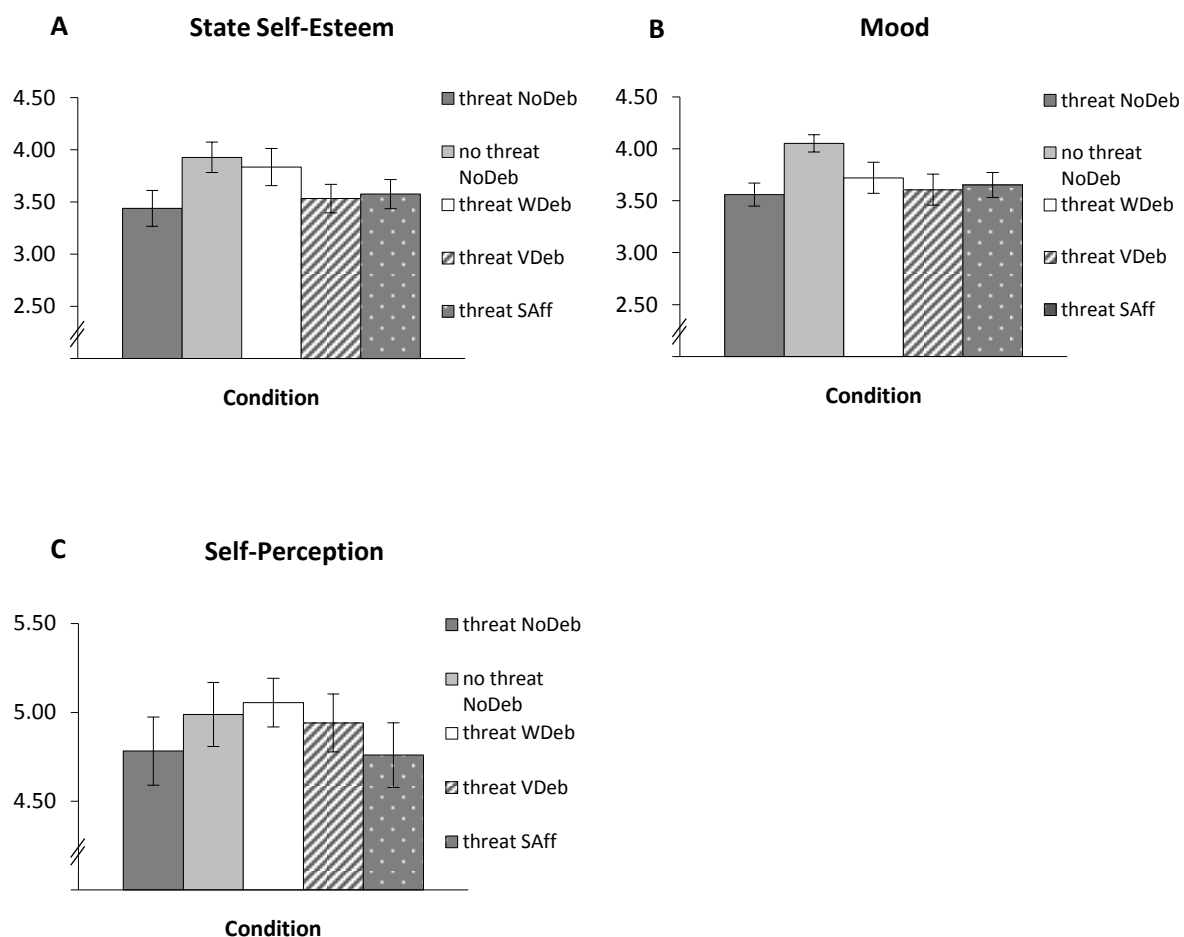 A
State Self-Esteem
4.50
4.00
3.50
3.00
2.50
threat NoDeb
no threat
NoDeb
threat WDeb
threat VDeb
threat SAff
Condition
B
Mood
4.50
4.00
3.50
3.00
2.50
threat NoDeb
no threat
NoDeb
threat WDeb
threat VDeb
threat SAff
Condition
C
Self-Perception
5.50
5.00
4.50
threat NoDeb
no threat
NoDeb
threat WDeb
threat VDeb
threat SAff
Condition